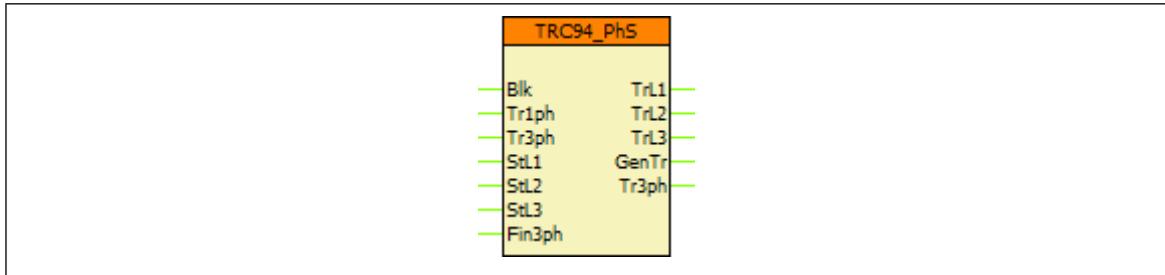 TRC94_PhS
Blk TrL1
Tr1ph TrL2
Tr3ph TrL3
StL1 GenTr
StL2 Tr3ph
StL3
Fin3ph